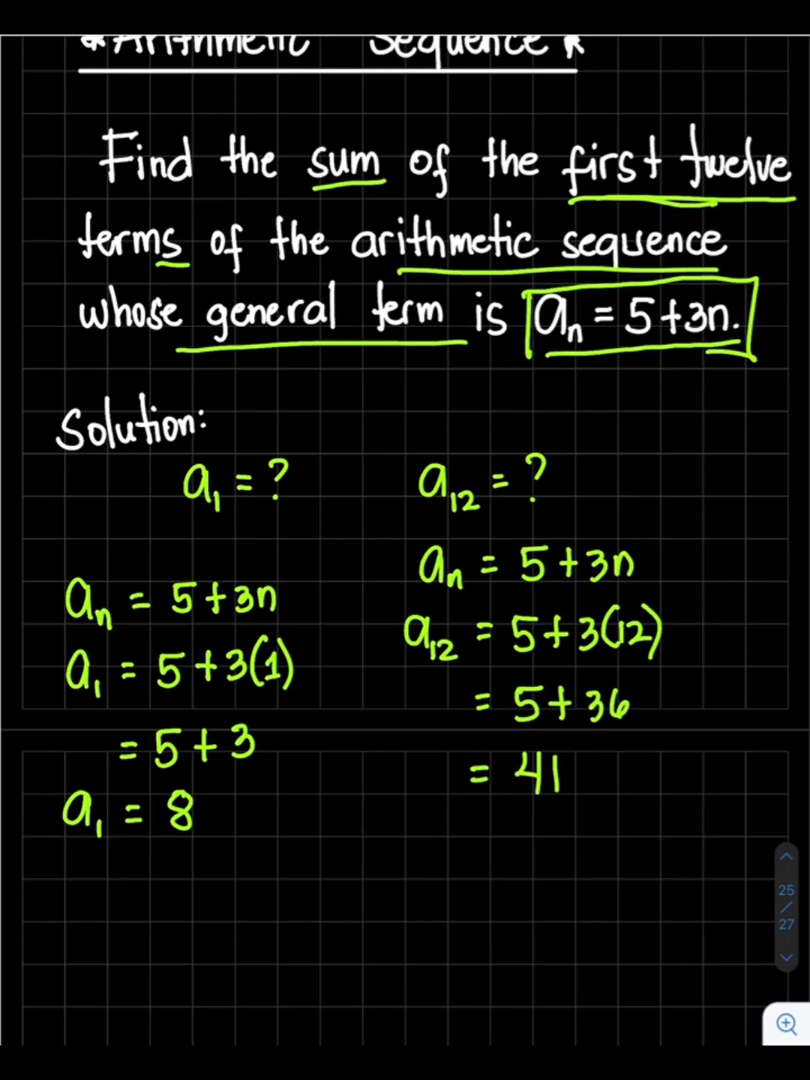 *Arithmetic Sequence*
Find the sum of the first twelve
terms of the arithmetic sequence
whose general term is aₙ = 5+3n.
Solution:
a₁ = ?
aₙ = 5+3n
a₁ = 5+3(1)
= 5+3
a₁ = 8
a₁₂ = ?
aₙ = 5+3n
a₁₂ = 5+3(12)
= 5+36
= 41
25
/
27